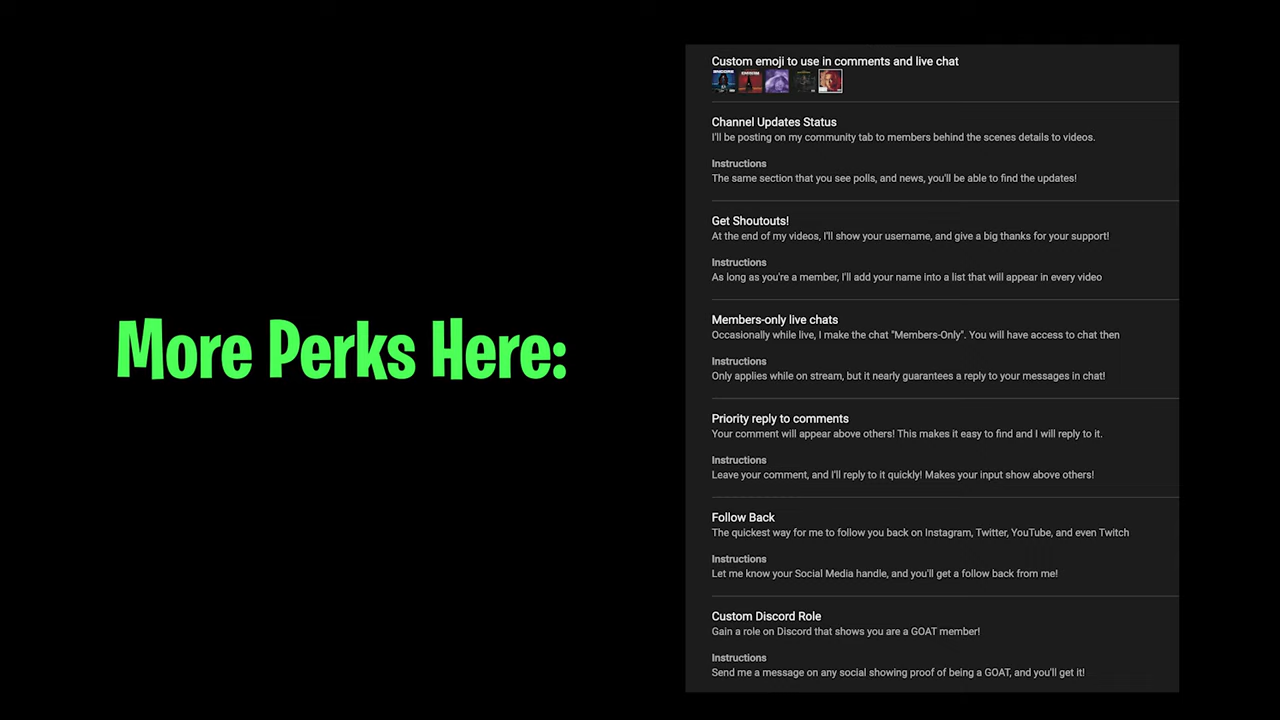 More Perks Here:
Custom emoji to use in comments and live chat
Channel Updates Status
I'll be posting on my community tab to members behind the scenes details to videos.
Instructions
The same section that you see polls, and news, you'll be able to find the updates!
Get Shoutouts!
At the end of my videos, I'll show your username, and give a big thanks for your support!
Instructions
As long as you're a member, I'll add your name into a list that will appear in every video
Members-only live chats
Occasionally while live, I make the chat "Members-Only". You will have access to chat then
Instructions
Only applies while on stream, but it nearly guarantees a reply to your messages in chat!
Priority reply to comments
Your comment will appear above others! This makes it easy to find and I will reply to it.
Instructions
Leave your comment, and I'll reply to it quickly! Makes your input show above others!
Follow Back
The quickest way for me to follow you back on Instagram, Twitter, YouTube, and even Twitch
Instructions
Let me know your Social Media handle, and you'll get a follow back from me!
Custom Discord Role
Gain a role on Discord that shows you are a GOAT member!
Instructions
Send me a message on any social showing proof of being a GOAT, and you'll get it!